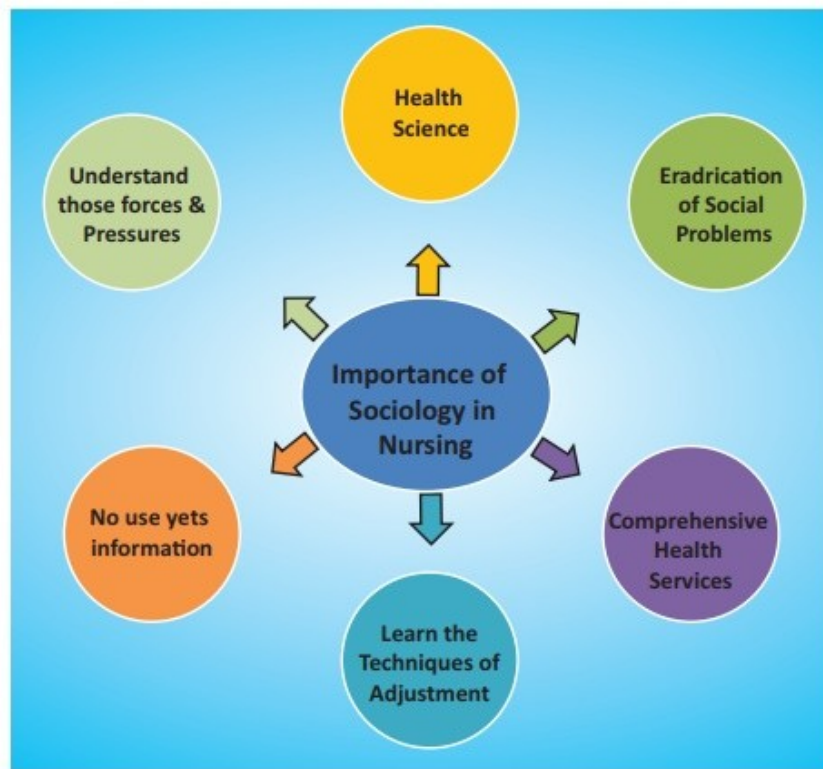 Health
Science
Understand
those forces &
Pressures
Eradrication
of Social
Problems
Importance of
Sociology in
Nursing
No use yets
information
Comprehensive
Health
Services
Learn the
Techniques of
Adjustment